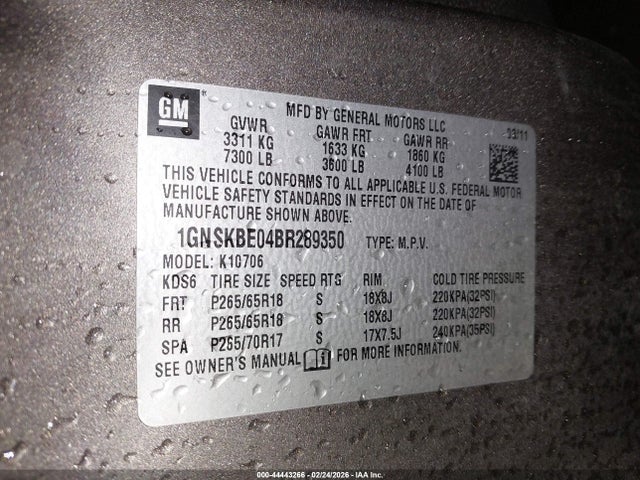 GM
MFD BY GENERAL MOTORS LLC
03/11
GVWR GAWR FRT GAWR RR
3311 KG 1633 KG 1860 KG
7300 LB 3600 LB 4100 LB
THIS VEHICLE CONFORMS TO ALL APPLICABLE U.S. FEDERAL MOTOR
VEHICLE SAFETY STANDARDS IN EFFECT ON THE DATE OF
MANUFACTURE SHOWN ABOVE.
1GNSKBE04BR289350 TYPE: M.P.V.
MODEL: K10706
KDS6 TIRE SIZE SPEED RTG RIM COLD TIRE PRESSURE
FRT P265/65R18 S 18X8J 220KPA(32PSI)
RR P265/65R18 S 18X8J 220KPA(32PSI)
SPA P265/70R17 S 17X7.5J 240KPA(35PSI)
SEE OWNER'S MANUAL FOR MORE INFORMATION.
000-44443266 - 02/24/2026 - IAA Inc.